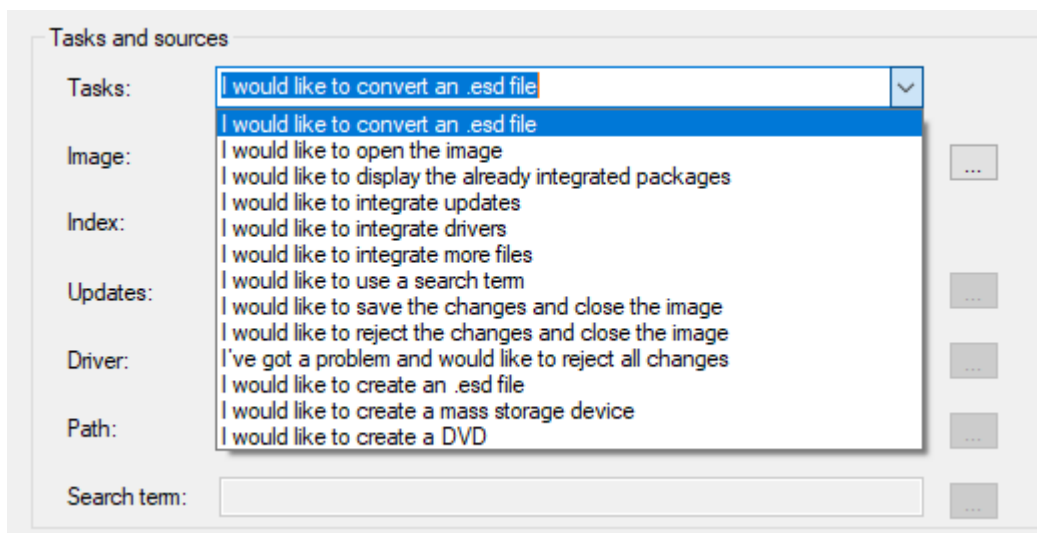 Tasks and sources
Tasks:
I would like to convert an .esd file
I would like to convert an .esd file
Image:
I would like to open the image
...
I would like to display the already integrated packages
I would like to integrate updates
Index:
I would like to integrate drivers
I would like to integrate more files
I would like to use a search term
Updates:
...
I would like to save the changes and close the image
I would like to reject the changes and close the image
Driver:
I've got a problem and would like to reject all changes
...
I would like to create an .esd file
I would like to create a mass storage device
Path:
I would like to create a DVD
...
Search term:
...